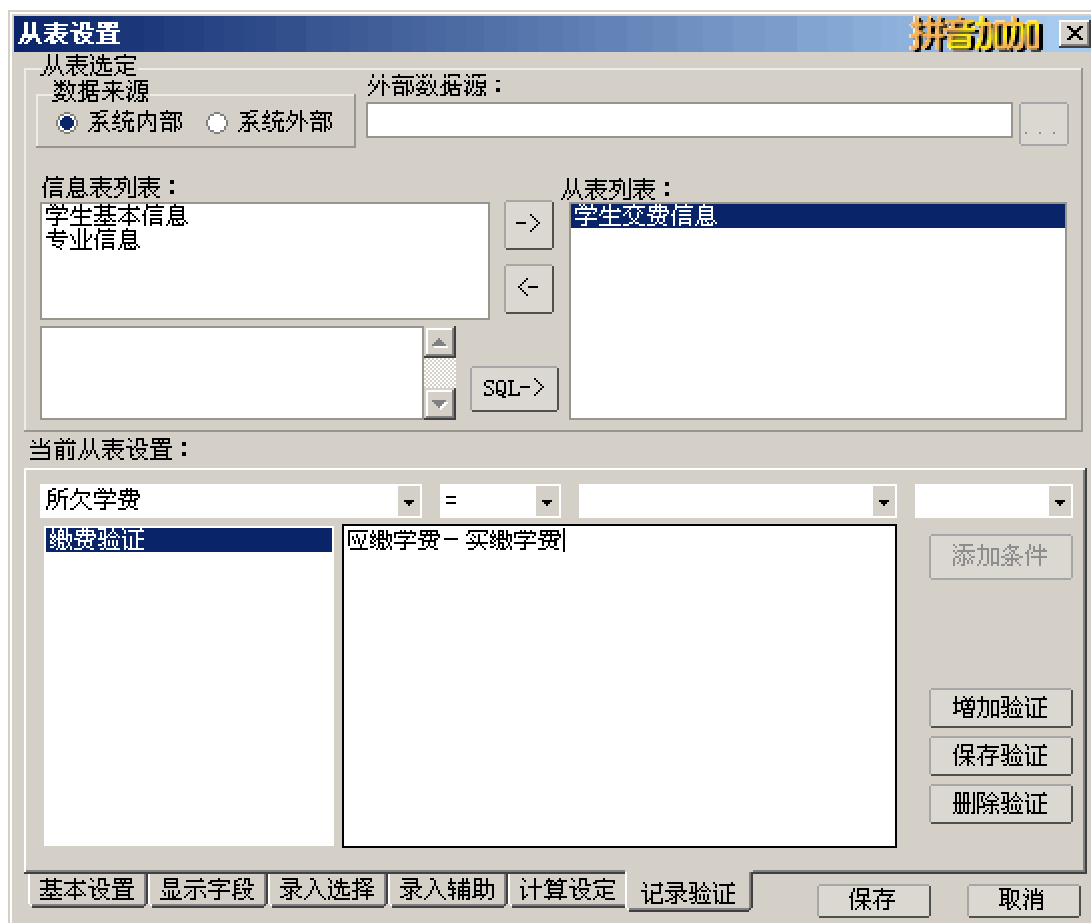 从表设置
拼音加加
从表选定
数据来源
系统内部 系统外部
外部数据源：
...
信息表列表：
学生基本信息
专业信息
->
<-
SQL->
从表列表：
学生交费信息
当前从表设置：
所欠学费 =
缴费验证
应缴学费－实缴学费
添加条件
增加验证
保存验证
删除验证
基本设置 显示字段 录入选择 录入辅助 计算设定 记录验证
保存 取消